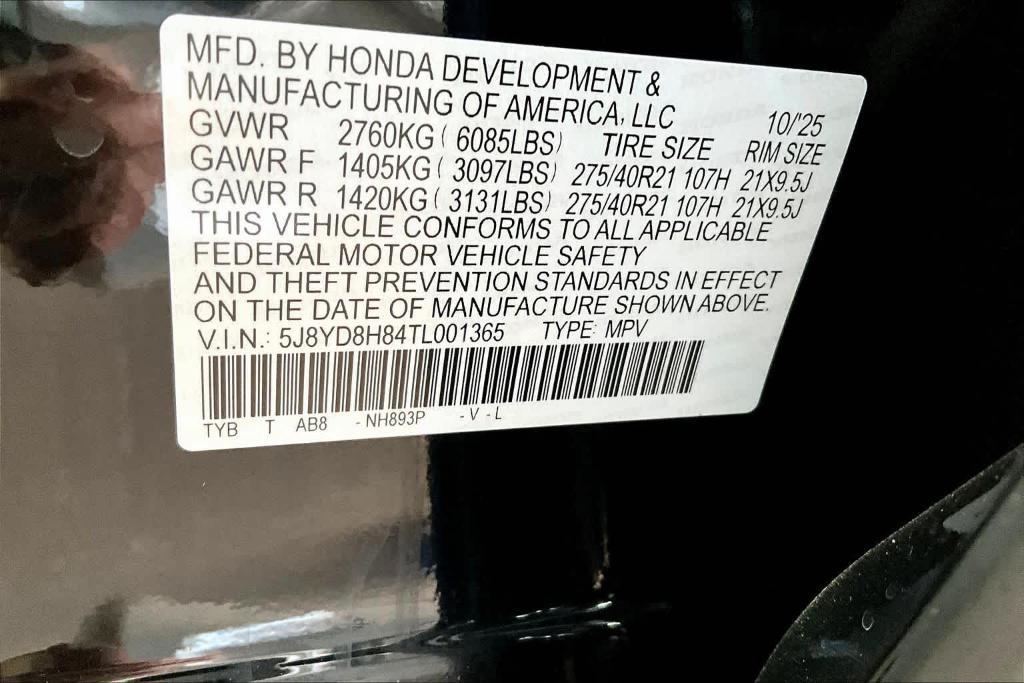 MFD. BY HONDA DEVELOPMENT &
MANUFACTURING OF AMERICA, LLC 10/'25
GVWR 2760KG ( 6085LBS) TIRE SIZE RIM SIZE
GAWR F 1405KG ( 3097LBS) 275/40R21 107H 21X9.5J
GAWR R 1420KG ( 3131LBS) 275/40R21 107H 21X9.5J
THIS VEHICLE CONFORMS TO ALL APPLICABLE
FEDERAL MOTOR VEHICLE SAFETY
AND THEFT PREVENTION STANDARDS IN EFFECT
ON THE DATE OF MANUFACTURE SHOWN ABOVE.
V.I.N.: 5J8YD8H84TL001365 TYPE: MPV
TYB T AB8 - NH893P - V - L